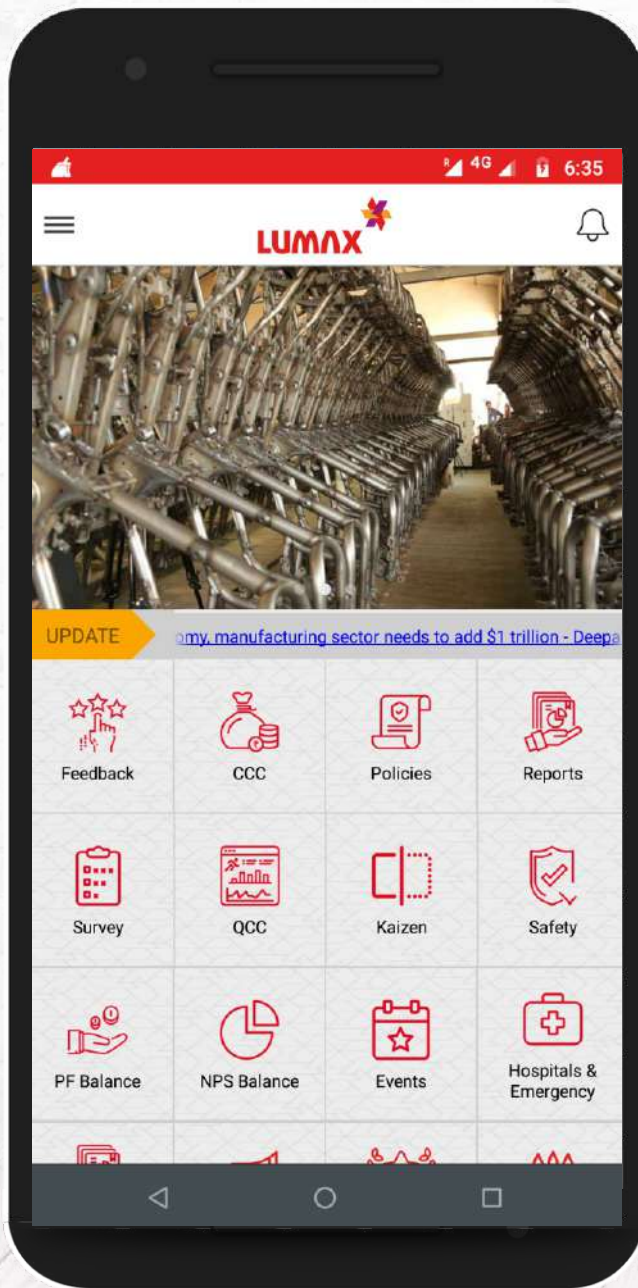 R 4G 6:35
LUMAX
UPDATE omy, manufacturing sector needs to add $1 trillion - Deepa
Feedback CCC Policies Reports
Survey QCC Kaizen Safety
PF Balance NPS Balance Events Hospitals &
Emergency